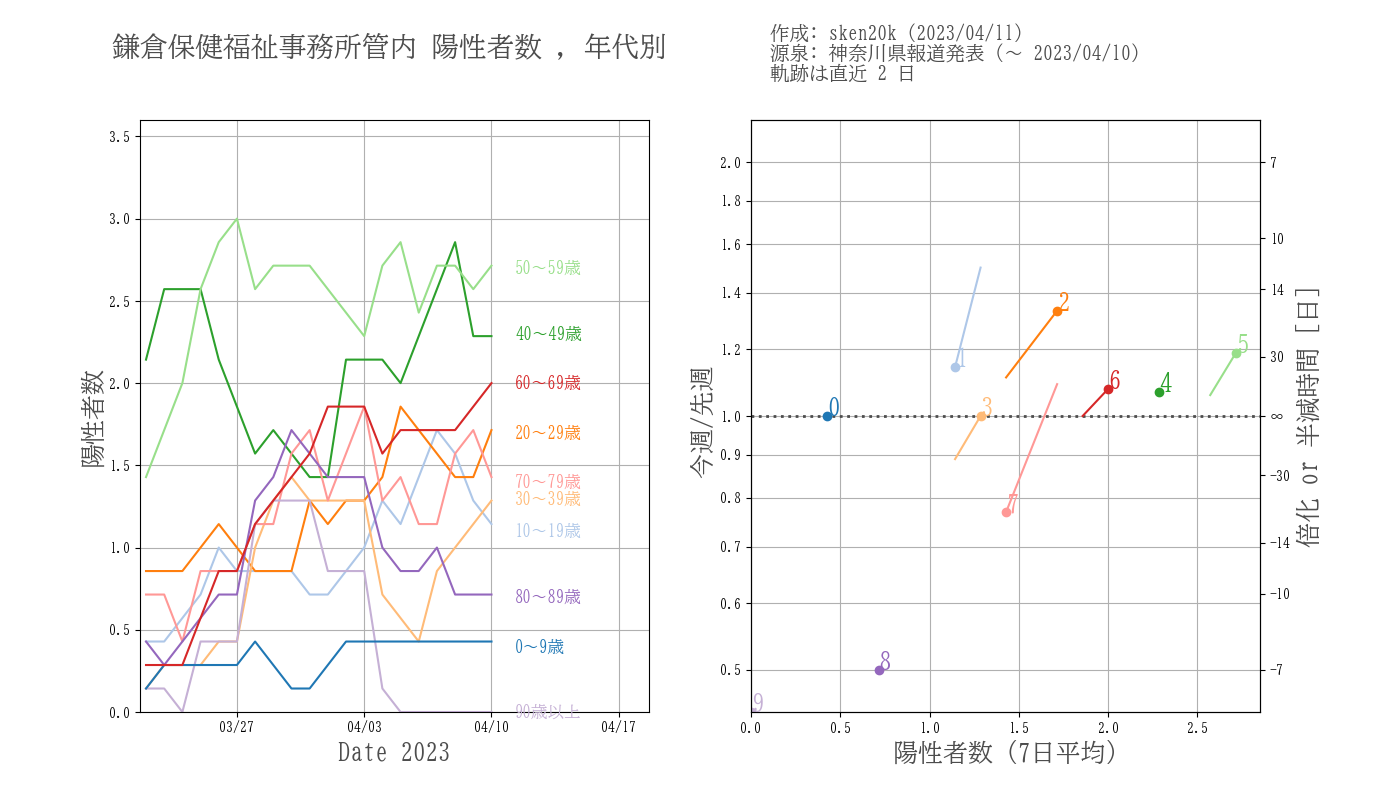 鎌倉保健福祉事務所管内 陽性者数 , 年代別
作成: sken20k (2023/04/11)
源泉: 神奈川県報道発表 (～ 2023/04/10)
軌跡は直近 2 日
陽性者数
3.5
3.0
2.5
2.0
1.5
1.0
0.5
0.0
50～59歳
40～49歳
60～69歳
20～29歳
70～79歳
30～39歳
10～19歳
80～89歳
0～9歳
90歳以上
03/27 04/03 04/10 04/17
Date 2023
今週/先週
2.0
1.8
1.6
1.4
1.2
1.0
0.9
0.8
0.7
0.6
0.5
2
5
1
6
4
0
3
7
8
9
0.0 0.5 1.0 1.5 2.0 2.5
陽性者数 (7日平均)
7
10
14
30
∞
-30
-14
-10
-7
倍化 or 半減時間 [日]